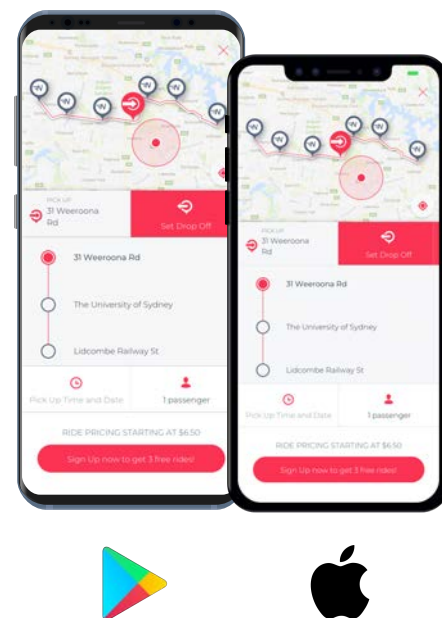 PICK UP
31 Weeroona
Rd
Set Drop Off
31 Weeroona Rd
The University of Sydney
Lidcombe Railway St
Pick Up Time and Date
1 passenger
RIDE PRICING STARTING AT $6.50
Sign Up now to get 3 free rides!
PICK UP
31 Weeroona
Rd
Set Drop Off
31 Weeroona Rd
The University of Sydney
Lidcombe Railway St
Pick Up Time and Date
1 passenger
RIDE PRICING STARTING AT $6.50
Sign Up now to get 3 free rides!